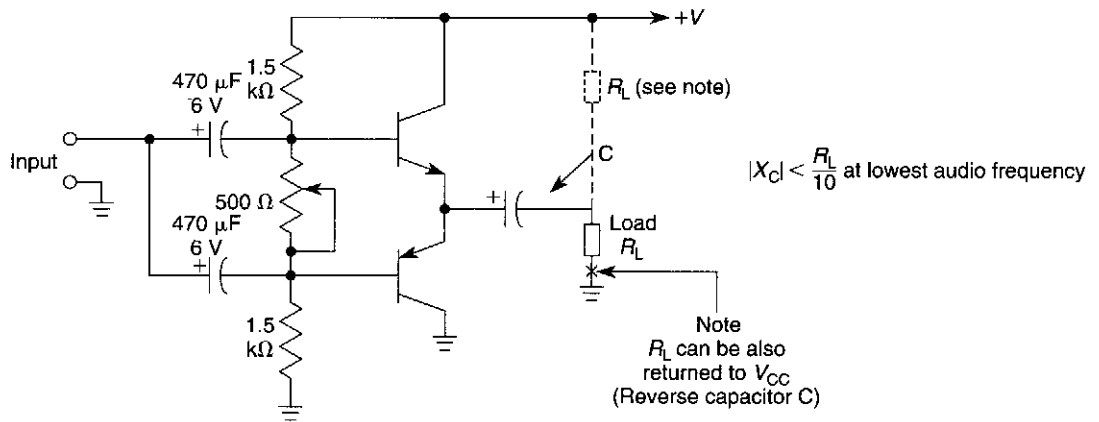 +V
1.5
kΩ
470 μF
6 V
+
R_L (see note)
Input
C
|X_C| < R_L/10 at lowest audio frequency
500 Ω
+
470 μF
6 V
+
Load
R_L
1.5
kΩ
Note
R_L can be also
returned to V_CC
(Reverse capacitor C)